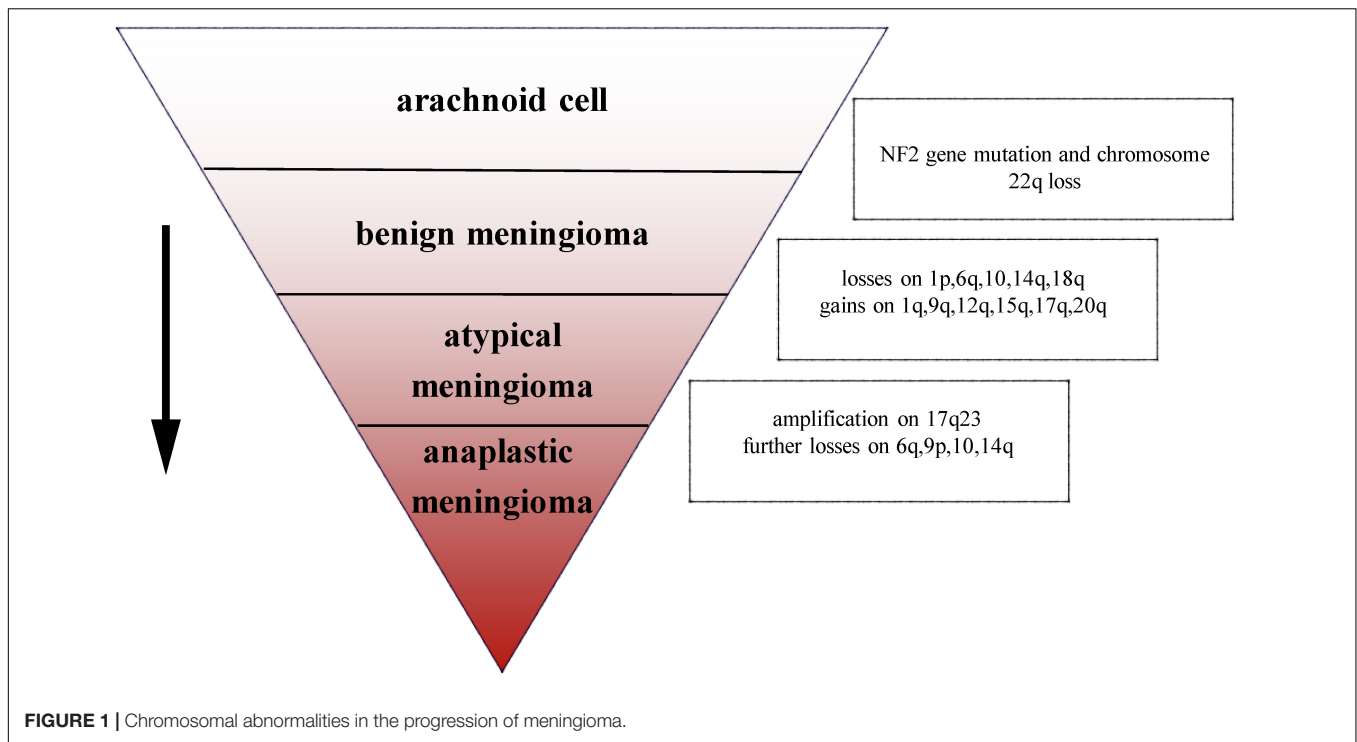 arachnoid cell
NF2 gene mutation and chromosome
22q loss
benign meningioma
losses on 1p,6q,10,14q,18q
gains on 1q,9q,12q,15q,17q,20q
atypical
meningioma
amplification on 17q23
further losses on 6q,9p,10,14q
anaplastic
meningioma
FIGURE 1 | Chromosomal abnormalities in the progression of meningioma.